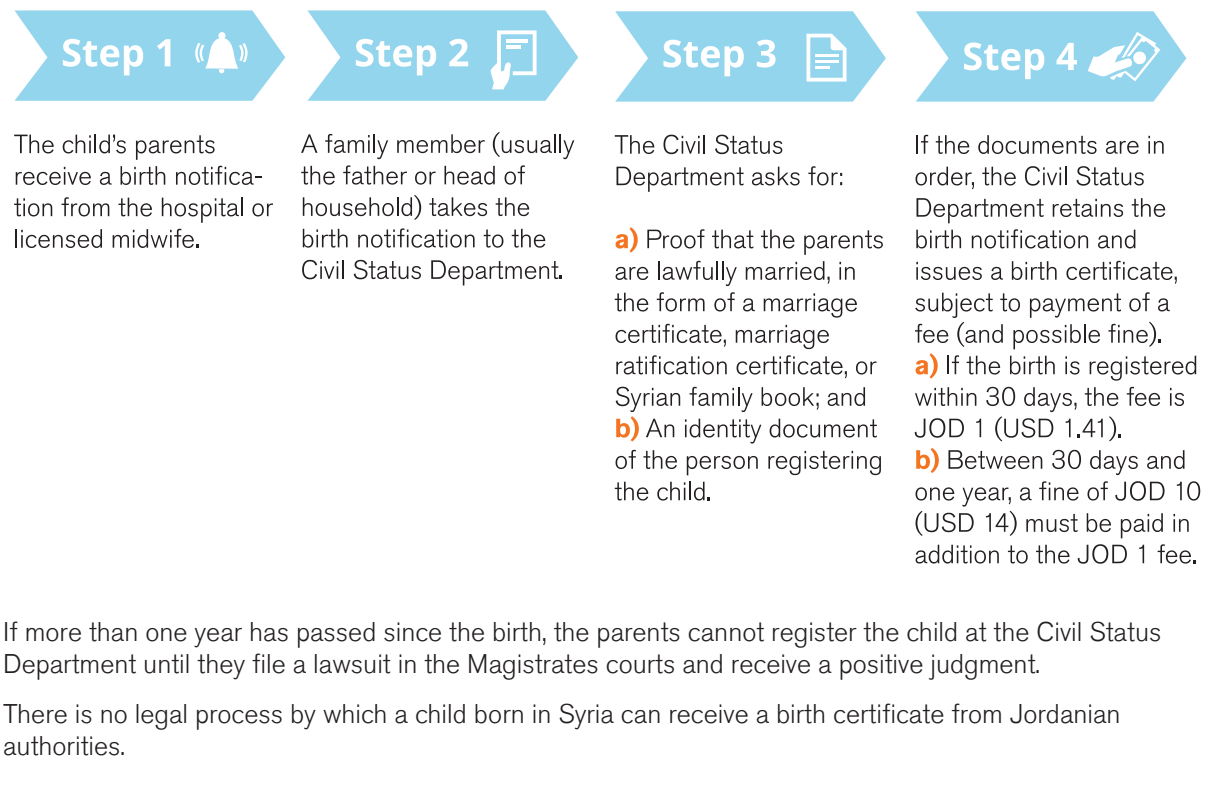 Step 1
The child's parents
receive a birth notifica-
tion from the hospital or
licensed midwife.
Step 2
A family member (usually
the father or head of
household) takes the
birth notification to the
Civil Status Department.
Step 3
The Civil Status
Department asks for:
a) Proof that the parents
are lawfully married, in
the form of a marriage
certificate, marriage
ratification certificate, or
Syrian family book; and
b) An identity document
of the person registering
the child.
Step 4
If the documents are in
order, the Civil Status
Department retains the
birth notification and
issues a birth certificate,
subject to payment of a
fee (and possible fine).
a) If the birth is registered
within 30 days, the fee is
JOD 1 (USD 1.41).
b) Between 30 days and
one year, a fine of JOD 10
(USD 14) must be paid in
addition to the JOD 1 fee.
If more than one year has passed since the birth, the parents cannot register the child at the Civil Status
Department until they file a lawsuit in the Magistrates courts and receive a positive judgment.
There is no legal process by which a child born in Syria can receive a birth certificate from Jordanian
authorities.